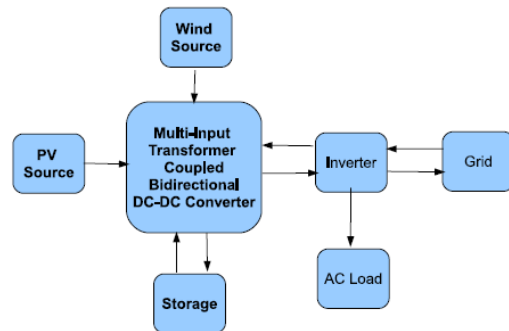 Wind
Source
PV
Source
Multi-Input
Transformer
Coupled
Bidirectional
DC-DC Converter
Inverter
Grid
Storage
AC Load